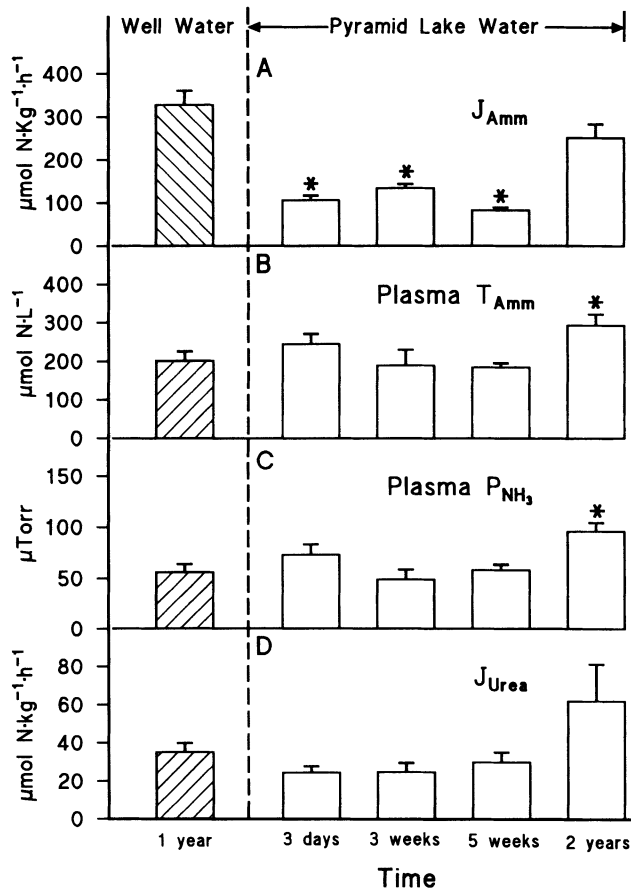 Well Water
Pyramid Lake Water
A
400
300
200
100
0
μmol N·Kg⁻¹·h⁻¹
J_Amm
*
*
*
B
400
300
200
100
0
μmol N·L⁻¹
Plasma T_Amm
*
C
150
100
50
0
μTorr
Plasma P_NH₃
*
D
80
60
40
20
0
μmol N·kg⁻¹·h⁻¹
J_Urea
1 year
3 days
3 weeks
5 weeks
2 years
Time